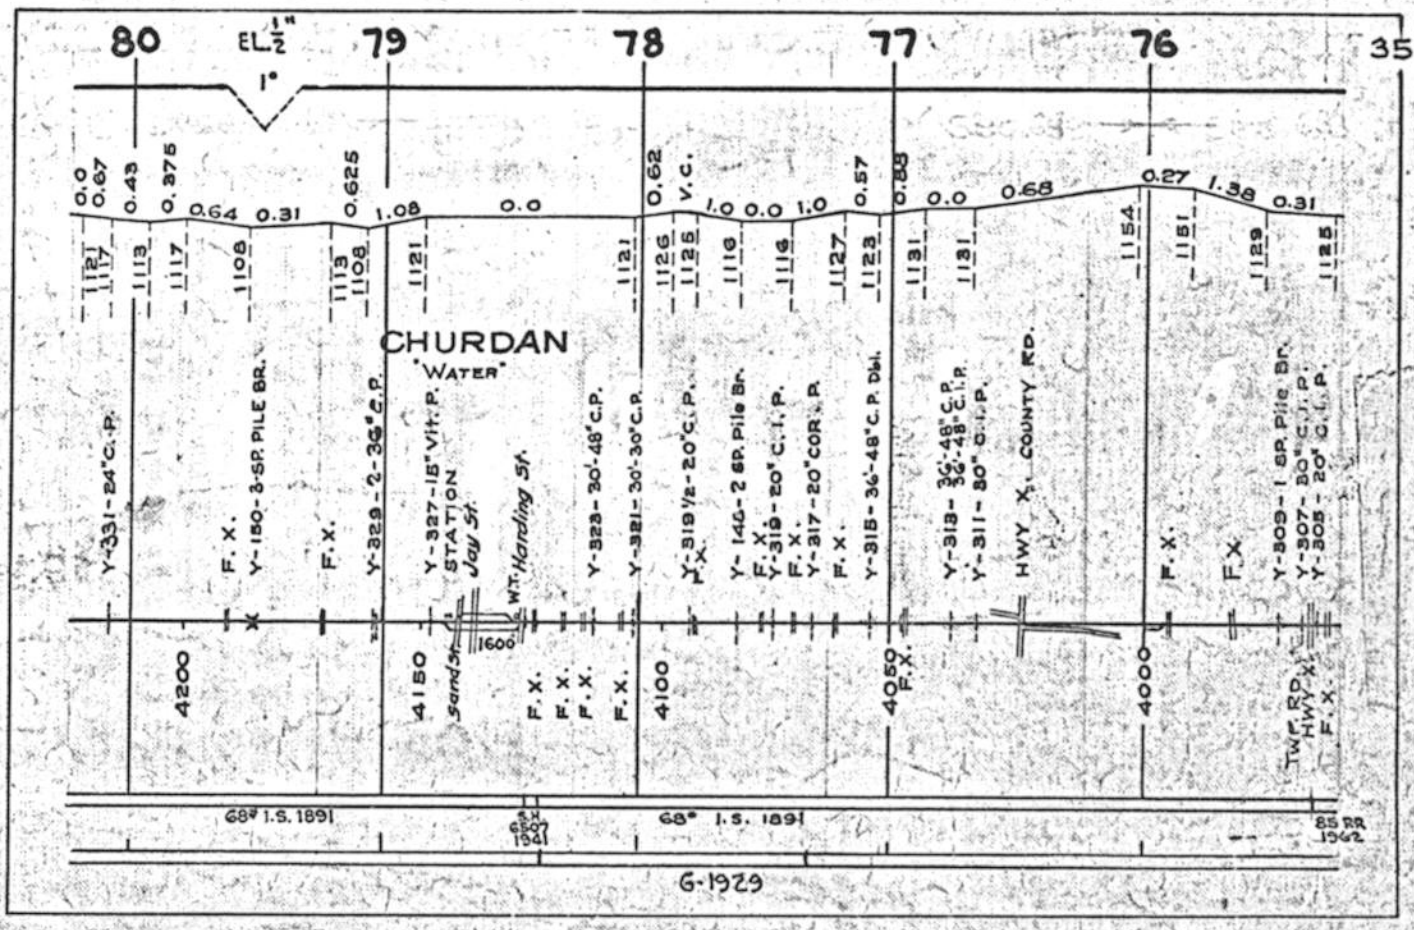 80 EL 1/2" 79 78 77 76 35
1°
0.0
0.67
0.43
0.375
0.64
0.31
0.625
1.08
0.0
0.62
V.C.
1.0
0.0
1.0
0.57
0.88
0.0
0.68
0.27
1.38
0.31
1121
1117
1113
1117
1108
1113
1108
1121
1121
1126
1125
1116
1116
1127
1123
1131
1131
1154
1151
1129
1125
CHURDAN
"WATER"
Y-331-24" C.P.
F. X.
Y-150-3-SP. PILE BR.
F. X.
Y-329-2-36" C.P.
Y-327-15" Vit. P.
STATION
Jay St.
W.T. Harding St.
Y-323-30'-48" C.P.
Y-321-30'-30" C.P.
Y-319 1/2-20" C.P.
F.X.
Y-146-2 SP. Pile Br.
F. X.
Y-319-20" C.I.P.
F. X.
Y-317-20" COR. P.
F. X.
Y-315-36'-48" C.P. Dbl.
Y-313-36'-48" C.P.
36'-48" C.I.P.
Y-311-30" C.I.P.
HWY X, COUNTY RD.
F. X.
F. X
Y-309-1 SP. Pile Br.
Y-307-30" C.I.P.
Y-305-20" C.I.P.
4200
4150
Sand St.
1600
F. X.
F. X.
F. X.
F. X.
4100
4050
F. X.
4000
TWP. RD.
HWY X.
F. X.
68# I.S. 1891
1941
68# I.S. 1891
85 RR
1962
G-1929